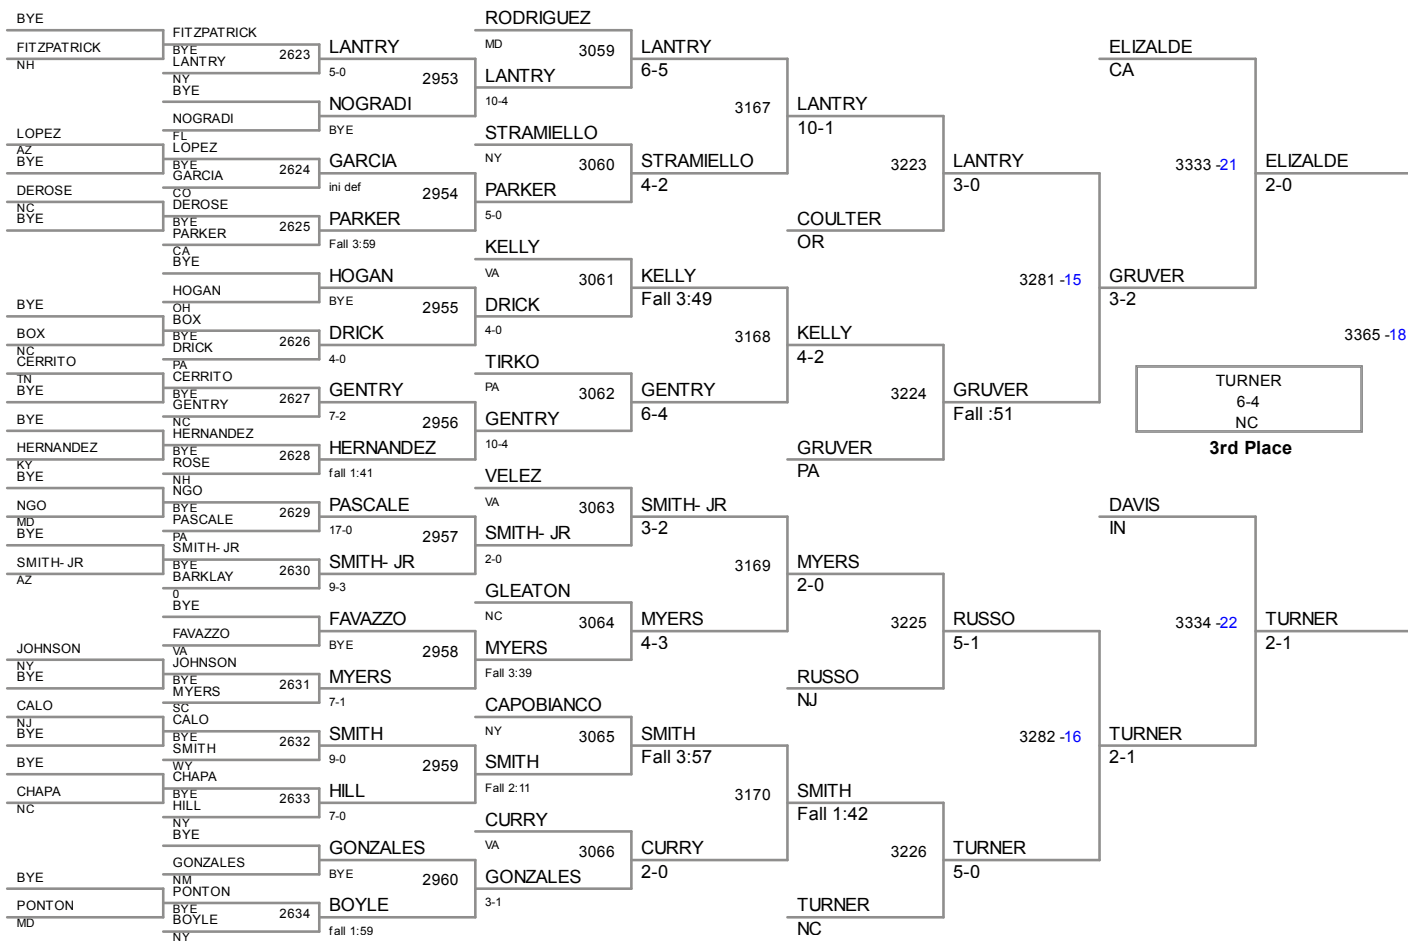 BYE
FITZPATRICK
NH
LOPEZ
AZ
BYE
DEROSE
NC
BYE
BYE
BOX
NC
CERRITO
TN
BYE
BYE
HERNANDEZ
KY
BYE
NGO
MD
BYE
SMITH- JR
AZ
JOHNSON
NY
BYE
CALO
NJ
BYE
BYE
CHAPA
NC
BYE
PONTON
MD
FITZPATRICK
BYE
2623
LANTRY
NY
BYE
NOGRADI
FL
LOPEZ
BYE
2624
GARCIA
CO
DEROSE
BYE
2625
PARKER
CA
BYE
HOGAN
OH
BOX
BYE
2626
DRICK
PA
CERRITO
BYE
2627
GENTRY
NC
HERNANDEZ
BYE
2628
ROSE
NH
NGO
BYE
2629
PASCALE
PA
SMITH- JR
BYE
2630
BARKLAY
0
BYE
FAVAZZO
VA
JOHNSON
BYE
2631
MYERS
SC
CALO
BYE
2632
SMITH
WY
CHAPA
BYE
2633
HILL
NY
BYE
GONZALES
NM
PONTON
BYE
2634
BOYLE
NY
LANTRY
5-0
2953
NOGRADI
BYE
GARCIA
ini def
2954
PARKER
Fall 3:59
HOGAN
BYE
2955
DRICK
4-0
GENTRY
7-2
2956
HERNANDEZ
fall 1:41
PASCALE
17-0
2957
SMITH- JR
9-3
FAVAZZO
BYE
2958
MYERS
7-1
SMITH
9-0
2959
HILL
7-0
GONZALES
BYE
2960
BOYLE
fall 1:59
RODRIGUEZ
MD
3059
LANTRY
10-4
STRAMIELLO
NY
3060
PARKER
5-0
KELLY
VA
3061
DRICK
4-0
TIRKO
PA
3062
GENTRY
10-4
VELEZ
VA
3063
SMITH- JR
2-0
GLEATON
NC
3064
MYERS
Fall 3:39
CAPOBIANCO
NY
3065
SMITH
Fall 2:11
CURRY
VA
3066
GONZALES
3-1
LANTRY
6-5
3167
STRAMIELLO
4-2
KELLY
Fall 3:49
3168
GENTRY
6-4
SMITH- JR
3-2
3169
MYERS
4-3
SMITH
Fall 3:57
3170
CURRY
2-0
LANTRY
10-1
3223
COULTER
OR
KELLY
4-2
3224
GRUVER
PA
MYERS
2-0
3225
RUSSO
NJ
SMITH
Fall 1:42
3226
TURNER
NC
LANTRY
3-0
3281 -15
GRUVER
Fall :51
RUSSO
5-1
3282 -16
TURNER
5-0
ELIZALDE
CA
3333 -21
GRUVER
3-2
DAVIS
IN
3334 -22
TURNER
2-1
ELIZALDE
2-0
3365 -18
TURNER
2-1
TURNER
6-4
NC
3rd Place